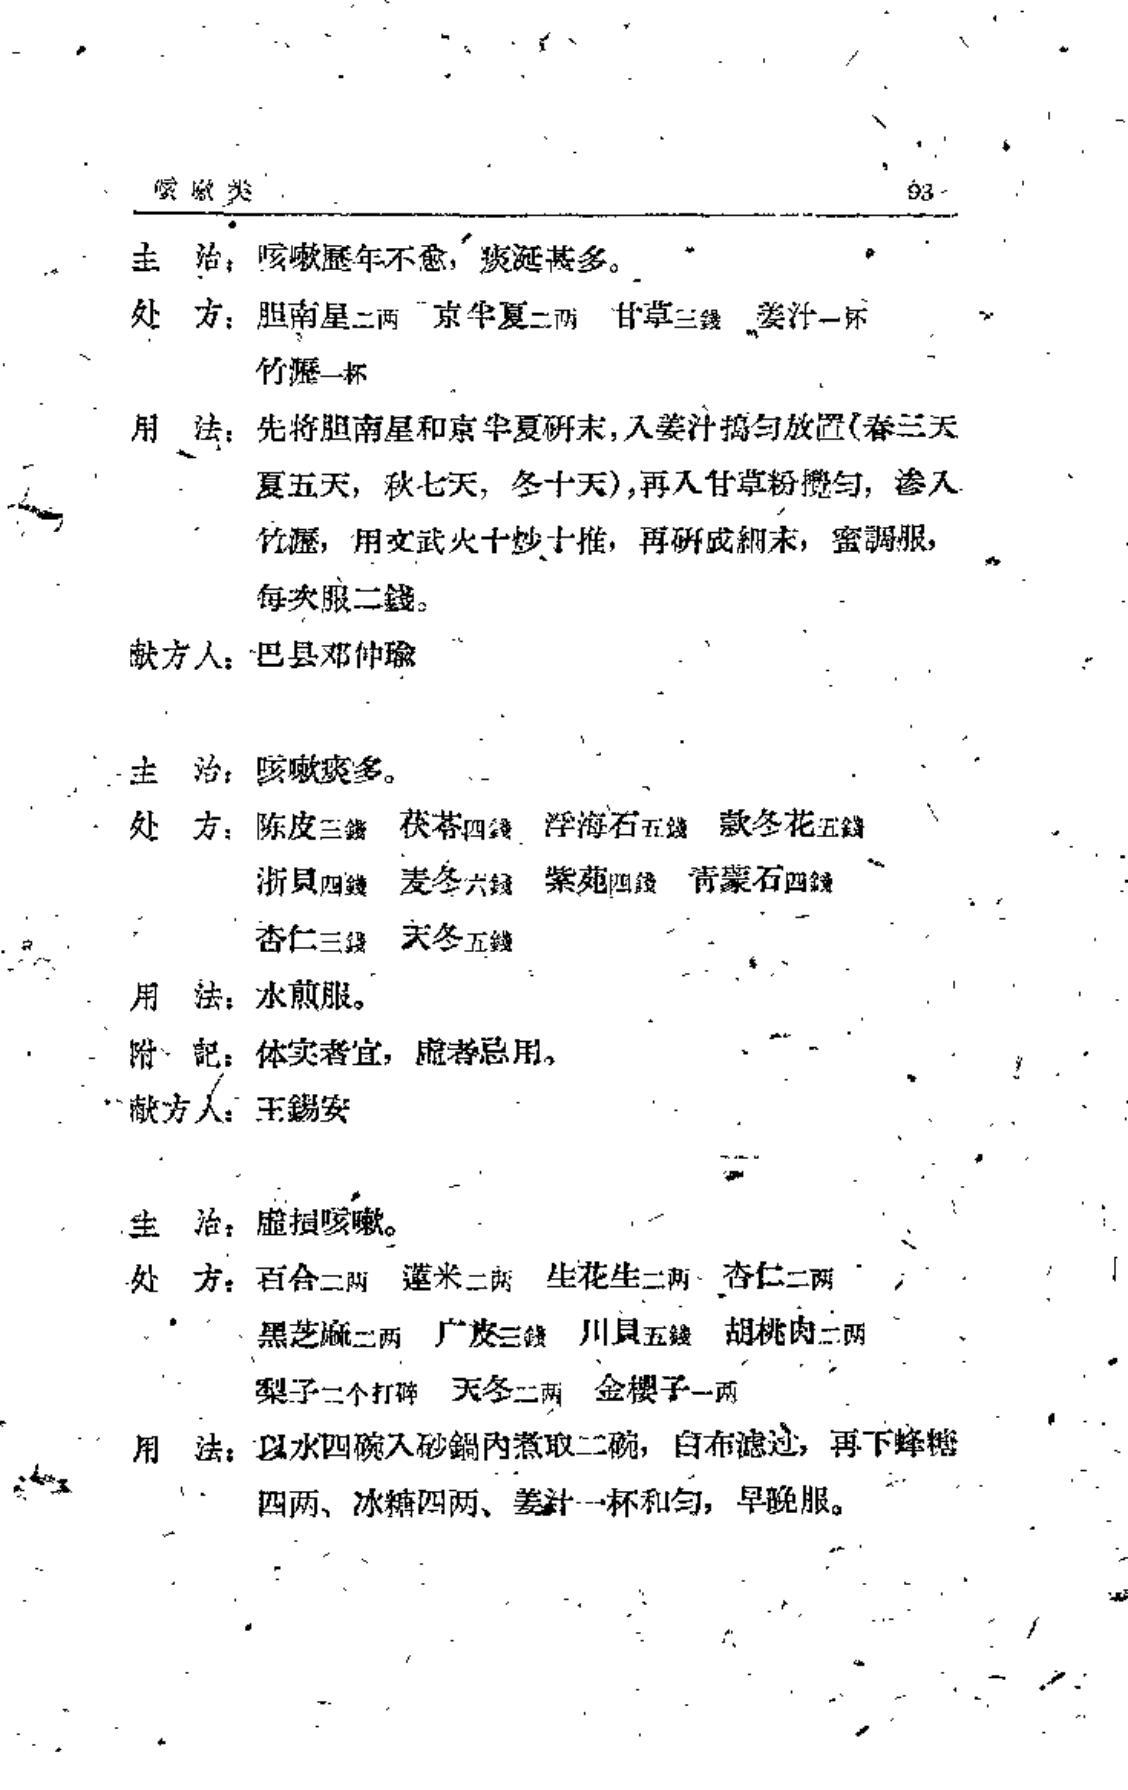 咳嗽类 93
主 治：咳嗽歷年不愈，痰涎甚多。
处 方：胆南星二两 京半夏二两 甘草三錢 姜汁一杯
竹瀝一杯
用 法：先将胆南星和京半夏研末，入姜汁搗匀放置（春三天
夏五天，秋七天，冬十天），再入甘草粉攪匀，滲入
竹瀝，用文武火十炒十推，再研成細末，蜜調服，
每次服二錢。
献方人：巴县邓仲瑜
主 治：咳嗽痰多。
处 方：陈皮三錢 茯苓四錢 浮海石五錢 款冬花五錢
浙貝四錢 麦冬六錢 紫苑四錢 青蒙石四錢
杏仁三錢 天冬五錢
用 法：水煎服。
附 記：体实者宜，虛者忌用。
献方人：王錫安
主 治：虛損咳嗽。
处 方：百合二两 蓮米二两 生花生二两 杏仁二两
黑芝麻二两 广皮三錢 川貝五錢 胡桃肉二两
梨子二个打碎 天冬二两 金櫻子一两
用 法：以水四碗入砂鍋內煮取二碗，白布滤过，再下蜂糖
四两、冰糖四两、姜汁一杯和匀，早晚服。